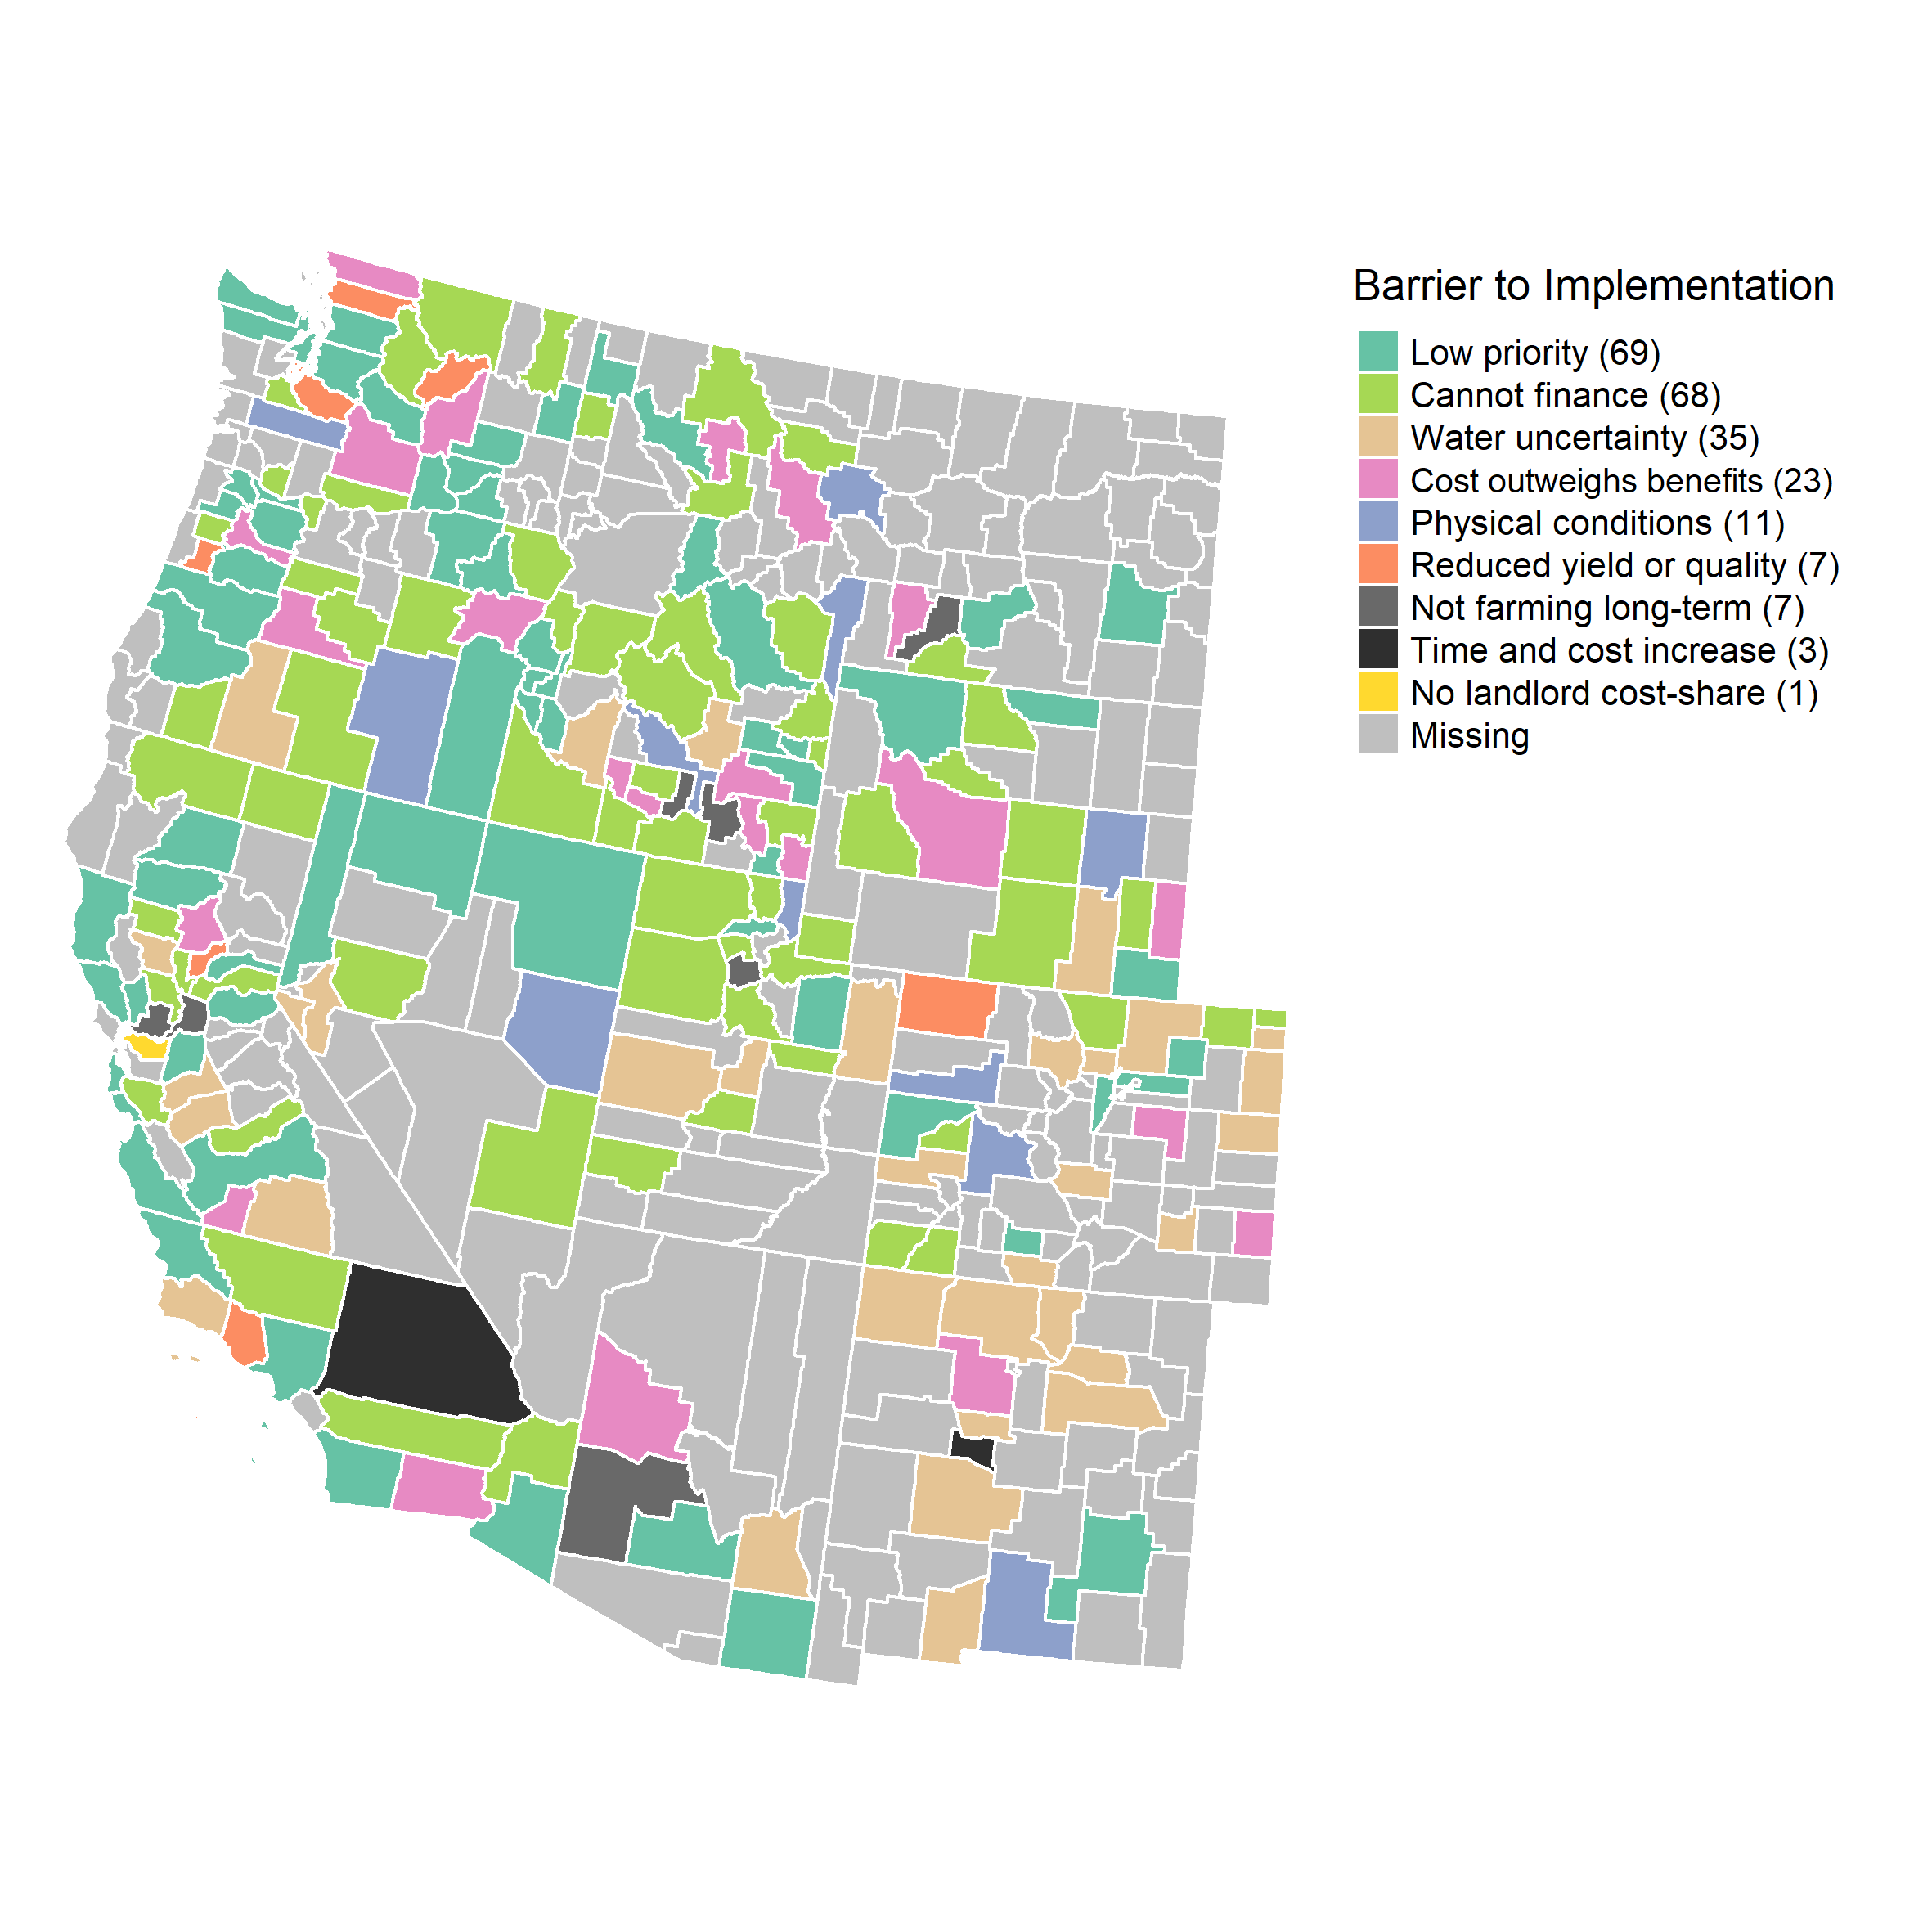 Barrier to Implementation
Low priority (69)
Cannot finance (68)
Water uncertainty (35)
Cost outweighs benefits (23)
Physical conditions (11)
Reduced yield or quality (7)
Not farming long-term (7)
Time and cost increase (3)
No landlord cost-share (1)
Missing